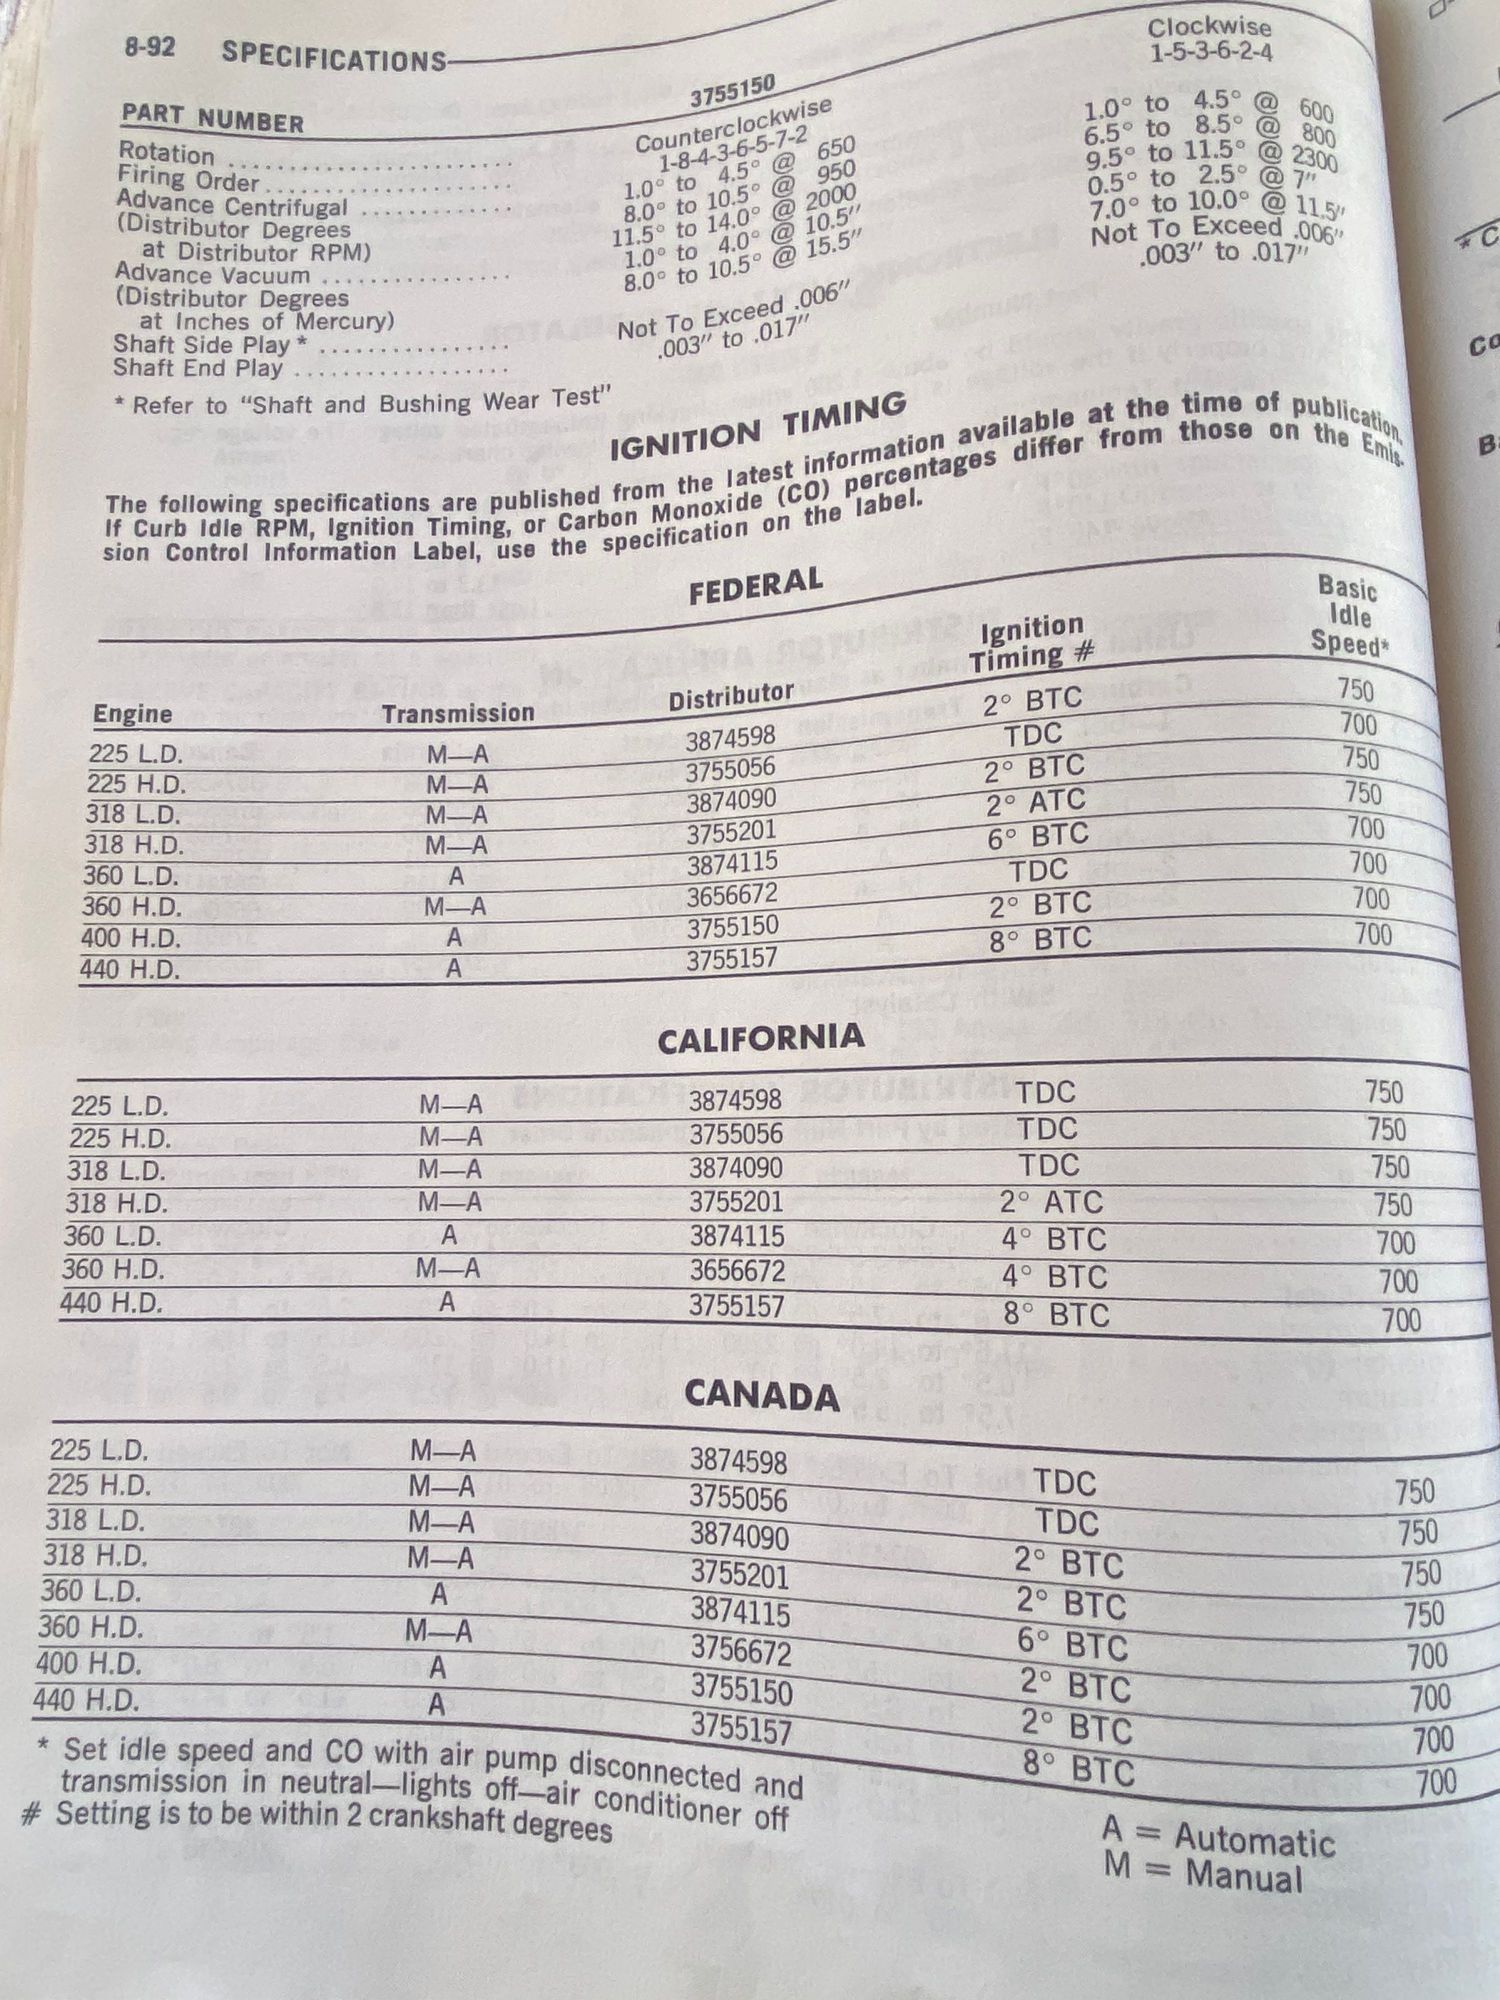 8-92 SPECIFICATIONS
PART NUMBER 3755150
Rotation ........................ Counterclockwise Clockwise
Firing Order ..................... 1-8-4-3-6-5-7-2 1-5-3-6-2-4
Advance Centrifugal ............. 1.0° to 4.5° @ 650 1.0° to 4.5° @ 600
(Distributor Degrees 8.0° to 10.5° @ 950 6.5° to 8.5° @ 800
at Distributor RPM) 11.5° to 14.0° @ 2000 9.5° to 11.5° @ 2300
Advance Vacuum ................ 1.0° to 4.0° @ 10.5″ 0.5° to 2.5° @ 7″
(Distributor Degrees 8.0° to 10.5° @ 15.5″ 7.0° to 10.0° @ 11.5″
at Inches of Mercury)
Shaft Side Play * ................ Not To Exceed .006″ Not To Exceed .006″
Shaft End Play .................. .003″ to .017″ .003″ to .017″
* Refer to “Shaft and Bushing Wear Test”
IGNITION TIMING
The following specifications are published from the latest information available at the time of publication.
If Curb Idle RPM, Ignition Timing, or Carbon Monoxide (CO) percentages differ from those on the Emis-
sion Control Information Label, use the specification on the label.
FEDERAL
Basic
Ignition Idle
Engine Transmission Distributor Timing # Speed*
225 L.D. M—A 3874598 2° BTC 750
225 H.D. M—A 3755056 TDC 700
318 L.D. M—A 3874090 2° BTC 750
318 H.D. M—A 3755201 2° ATC 750
360 L.D. A 3874115 6° BTC 700
360 H.D. M—A 3656672 TDC 700
400 H.D. A 3755150 2° BTC 700
440 H.D. A 3755157 8° BTC 700
CALIFORNIA
225 L.D. M—A 3874598 TDC 750
225 H.D. M—A 3755056 TDC 750
318 L.D. M—A 3874090 TDC 750
318 H.D. M—A 3755201 2° ATC 750
360 L.D. A 3874115 4° BTC 700
360 H.D. M—A 3656672 4° BTC 700
440 H.D. A 3755157 8° BTC 700
CANADA
225 L.D. M—A 3874598 TDC 750
225 H.D. M—A 3755056 TDC 750
318 L.D. M—A 3874090 2° BTC 750
318 H.D. M—A 3755201 2° BTC 750
360 L.D. A 3874115 6° BTC 700
360 H.D. M—A 3756672 2° BTC 700
400 H.D. A 3755150 2° BTC 700
440 H.D. A 3755157 8° BTC 700
* Set idle speed and CO with air pump disconnected and
transmission in neutral—lights off—air conditioner off
# Setting is to be within 2 crankshaft degrees
A = Automatic
M = Manual